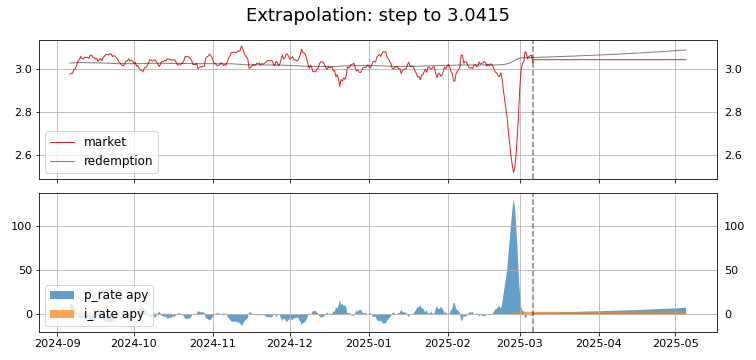 Extrapolation: step to 3.0415
3.0 3.0
2.8 2.8
2.6 2.6
market
redemption
100 100
50 50
0 0
p_rate apy
i_rate apy
2024-09 2024-10 2024-11 2024-12 2025-01 2025-02 2025-03 2025-04 2025-05